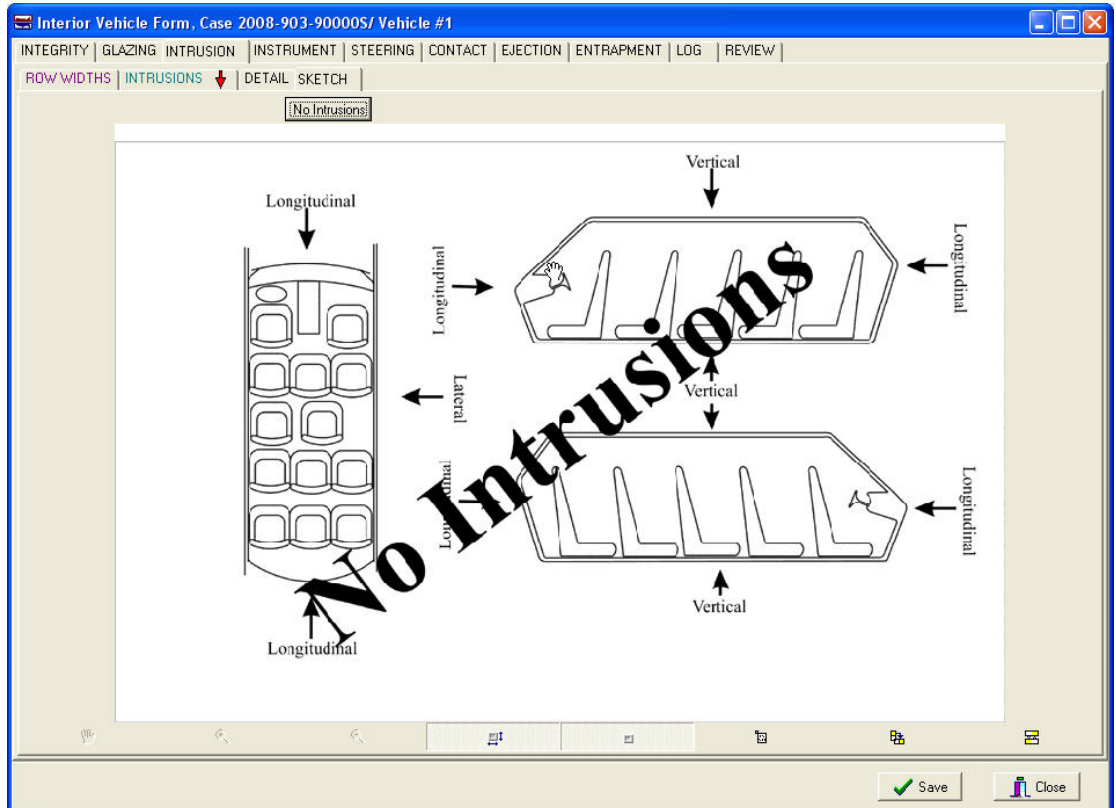 Interior Vehicle Form, Case 2008-903-90000S/ Vehicle #1
INTEGRITY | GLAZING INTRUSION | INSTRUMENT | STEERING | CONTACT | EJECTION | ENTRAPMENT | LOG | REVIEW |
ROW WIDTHS | INTRUSIONS | DETAIL SKETCH |
No Intrusions
Vertical
Longitudinal
Longitudinal
Longitudinal
Lateral
Vertical
No Intrusions
Longitudinal
Longitudinal
Vertical
Longitudinal
Save
Close